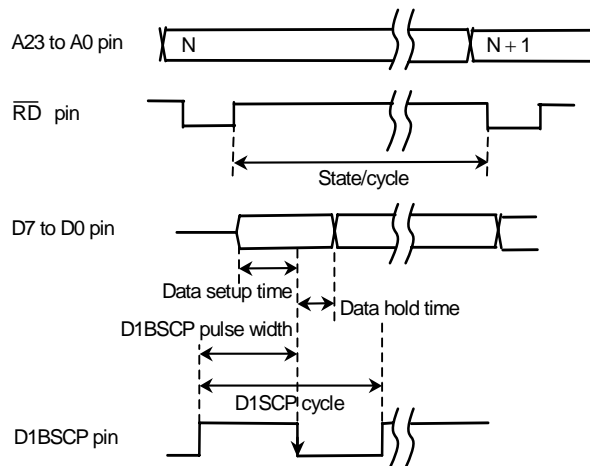 A23 to A0 pin
N
N + 1
RD pin
State/cycle
D7 to D0 pin
Data setup time
Data hold time
D1BSCP pulse width
D1SCP cycle
D1BSCP pin